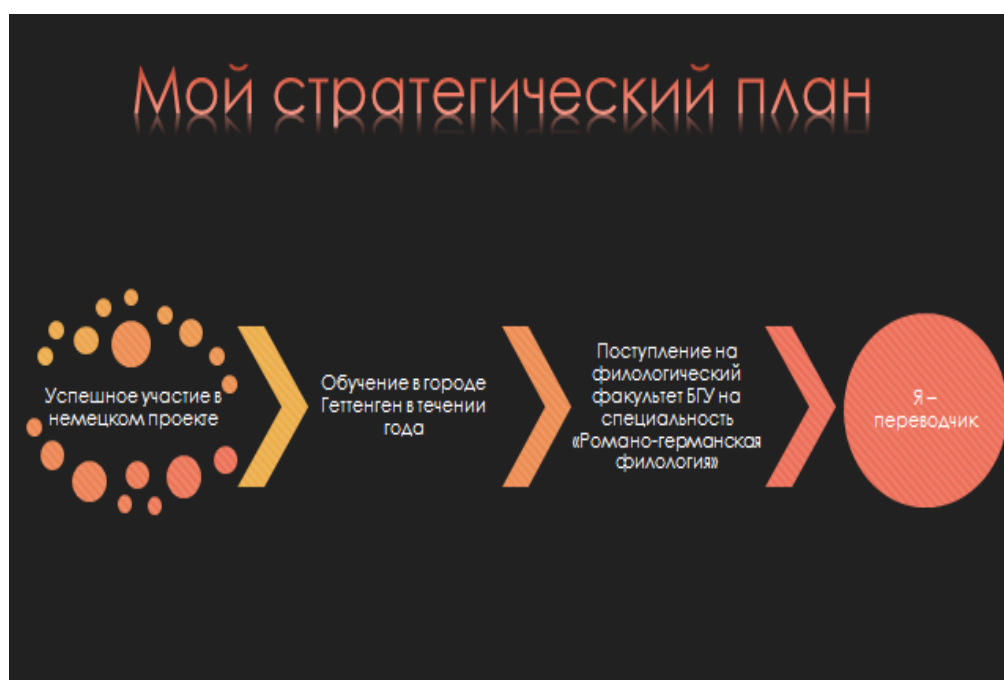 Мой стратегический план
Успешное участие в
немецком проекте
Обучение в городе
Геттенген в течении
года
Поступление на
филологический
факультет БГУ на
специальность
«Романо-германская
филология»
Я –
переводчик